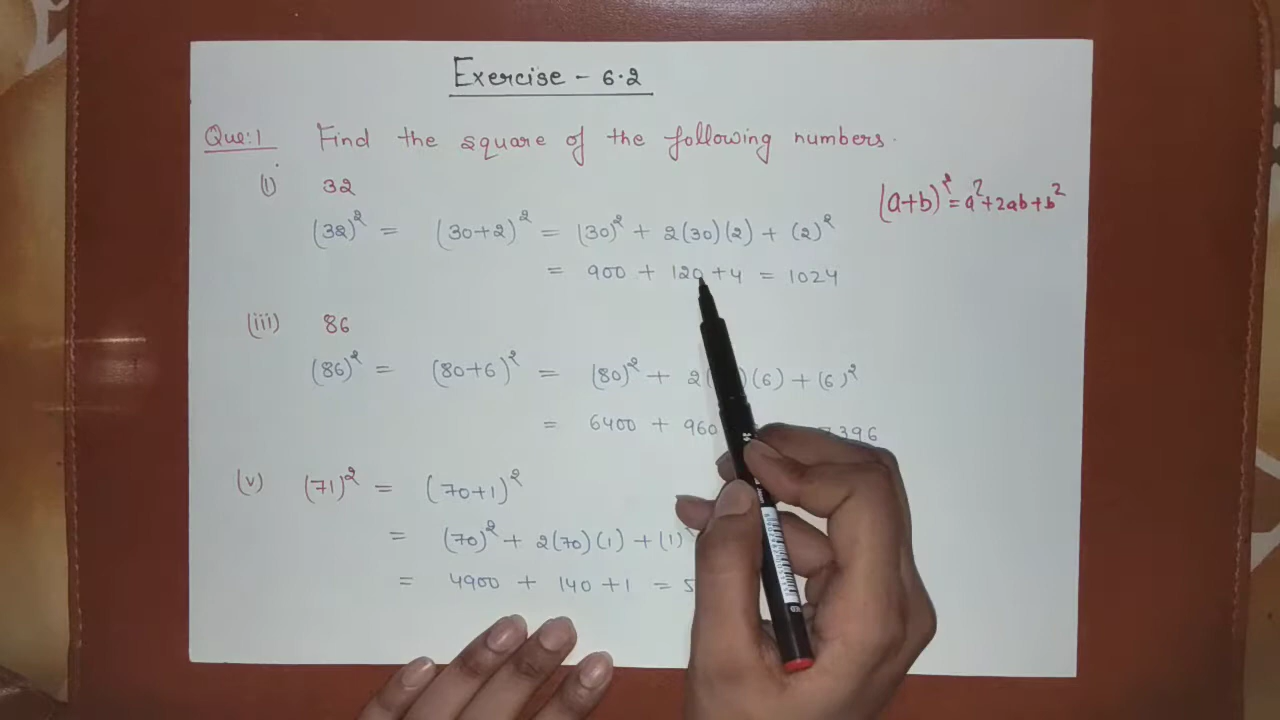 Exercise - 6.2
Que:1 Find the square of the following numbers.
(i) 32
(a+b)² = a²+2ab+b²
(32)² = (30+2)² = (30)² + 2(30)(2) + (2)²
= 900 + 120 + 4 = 1024
(iii) 86
(86)² = (80+6)² = (80)² + 2( )(6) + (6)²
= 6400 + 960 7396
(v) (71)² = (70+1)²
= (70)² + 2(70)(1) + (1)
= 4900 + 140 + 1 = 5